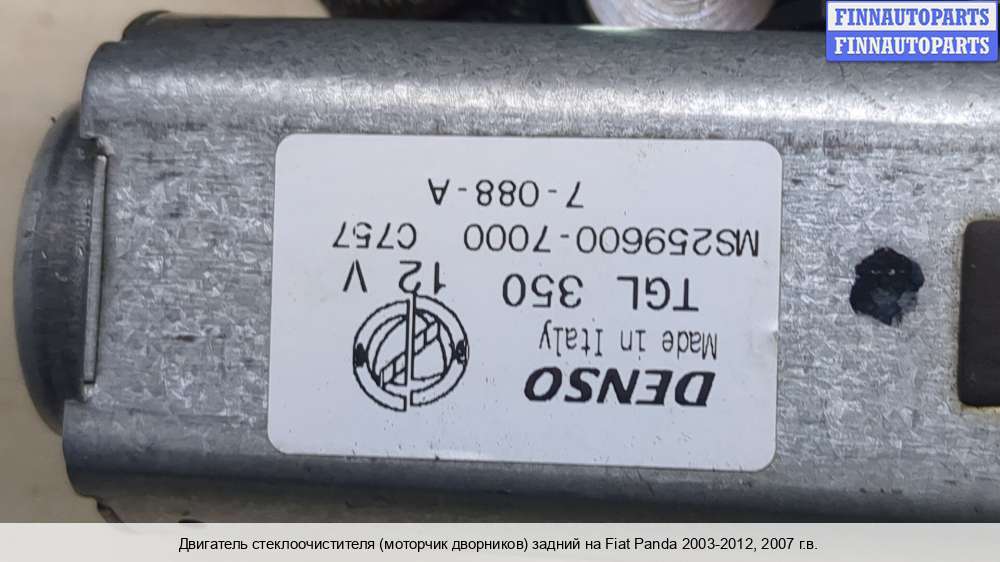 FINNAUTOPARTS
FINNAUTOPARTS
DENSO
Made in Italy
TGL 350 12 V
MS259600-7000 C757
7-088-A
Двигатель стеклоочистителя (моторчик дворников) задний на Fiat Panda 2003-2012, 2007 г.в.